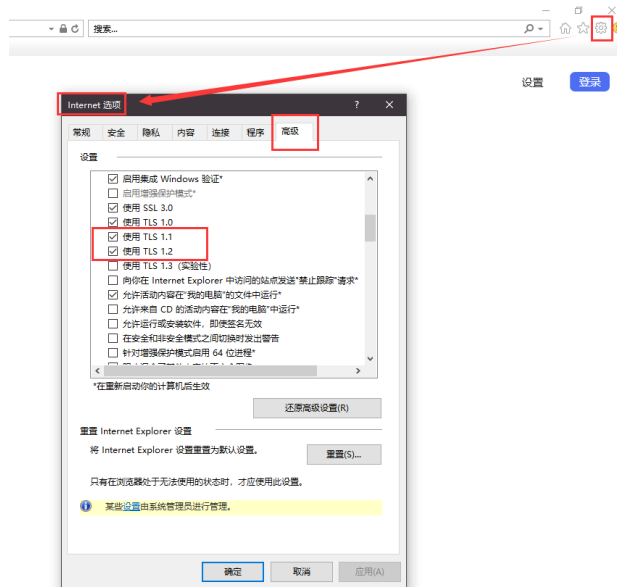 搜索...
设置
登录
Internet 选项
?
常规 安全 隐私 内容 连接 程序 高级
设置
启用集成 Windows 验证*
启用增强保护模式*
使用 SSL 3.0
使用 TLS 1.0
使用 TLS 1.1
使用 TLS 1.2
使用 TLS 1.3 (实验性)
向你在 Internet Explorer 中访问的站点发送"禁止跟踪"请求*
允许活动内容在"我的电脑"的文件中运行*
允许来自 CD 的活动内容在"我的电脑"中运行*
允许运行或安装软件，即使签名无效
在安全和非安全模式之间切换时发出警告
针对增强保护模式启用 64 位进程*
*在重新启动你的计算机后生效
还原高级设置(R)
重置 Internet Explorer 设置
将 Internet Explorer 设置重置为默认设置。
重置(S)...
只有在浏览器处于无法使用的状态时，才应使用此设置。
某些设置由系统管理员进行管理。
确定 取消 应用(A)